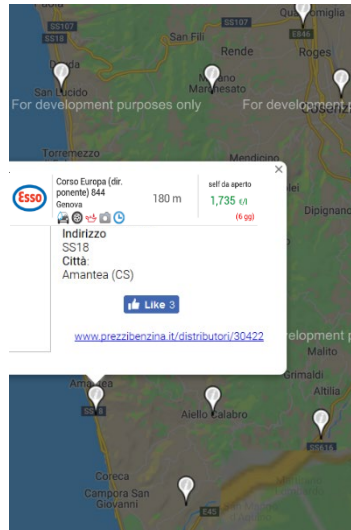 SS107
SS107
Quattromiglia
SS18
E846
San Fili
Rende
Roges
San Lucido
Marano
Marchesato
For development purposes only
For development
Cosenza
Torremezzo
Mendicino
Esso
Corso Europa (dir.
ponente) 844
Genova
180 m
self da aperto
1,735 €/l
(6 gg)
Dipignano
Indirizzo
SS18
Città:
Amantea (CS)
Like 3
www.prezzibenzina.it/distributori/30422
elopment p
Malito
Grimaldi
Altilia
Amantea
SS18
Aiello Calabro
SS616
Coreca
Campora San
Giovanni
E45